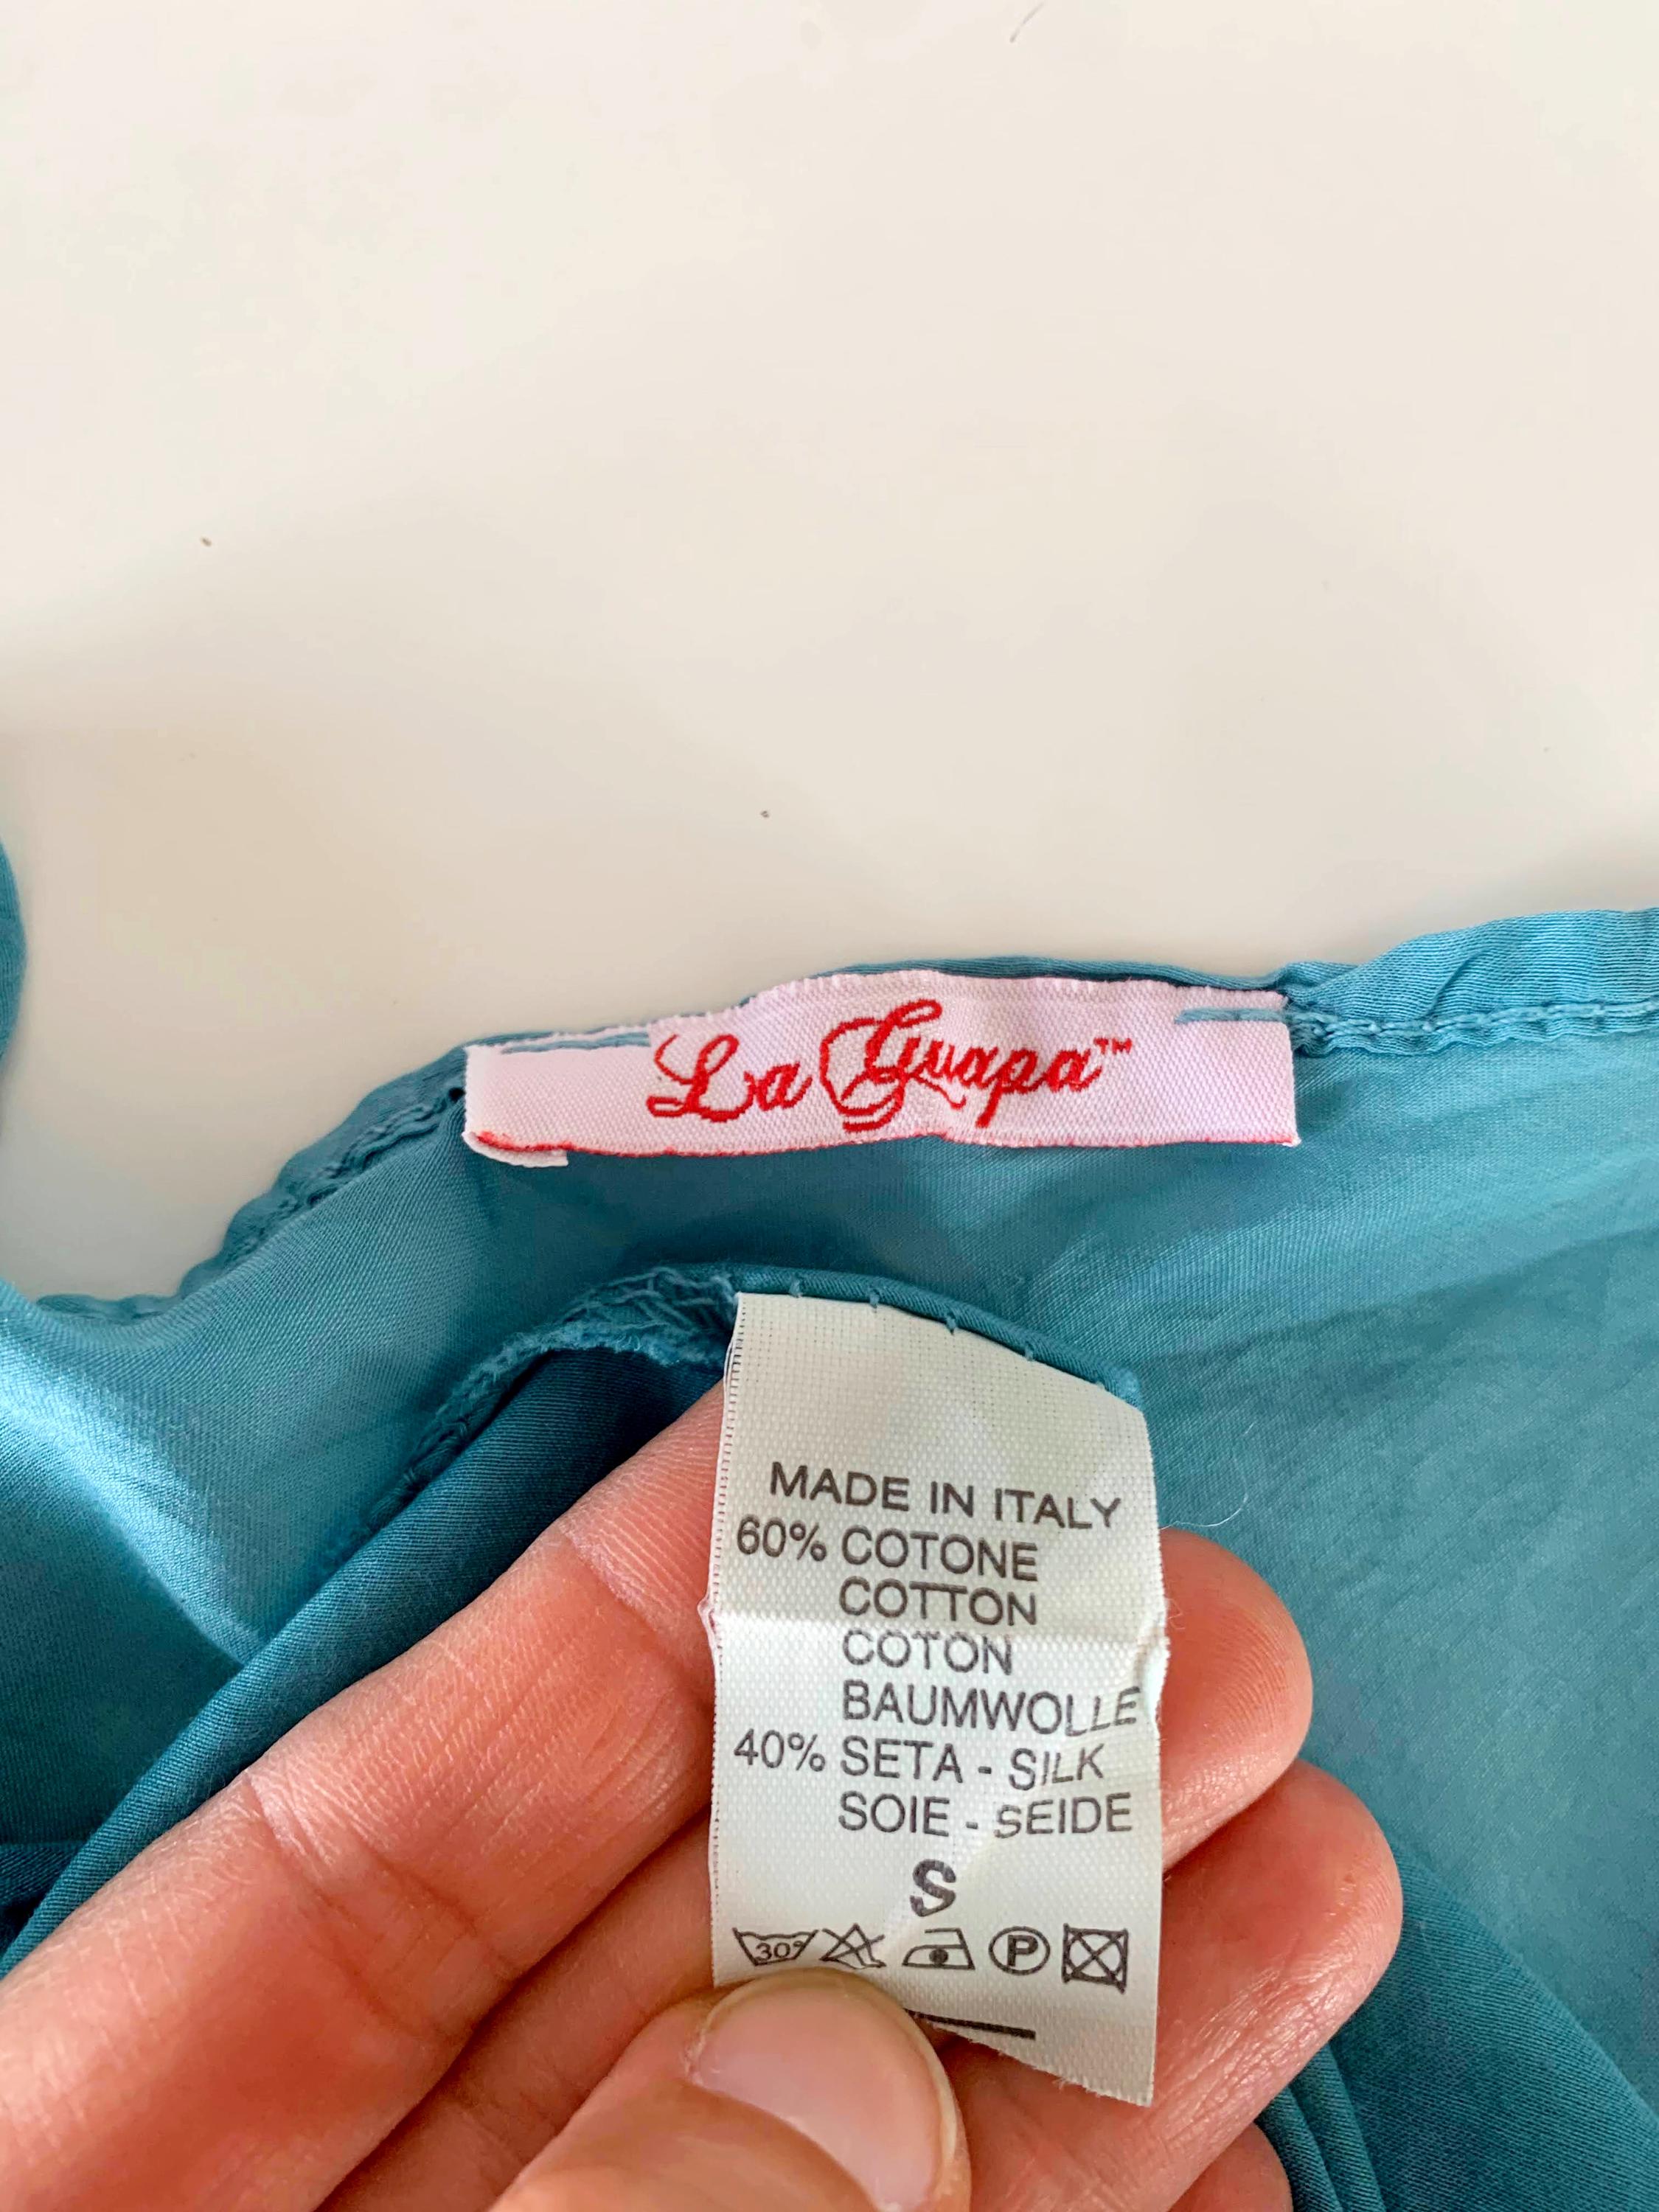 La Guapa™
MADE IN ITALY
60% COTONE
COTTON
COTON
BAUMWOLLE
40% SETA - SILK
SOIE - SEIDE
S
30° P